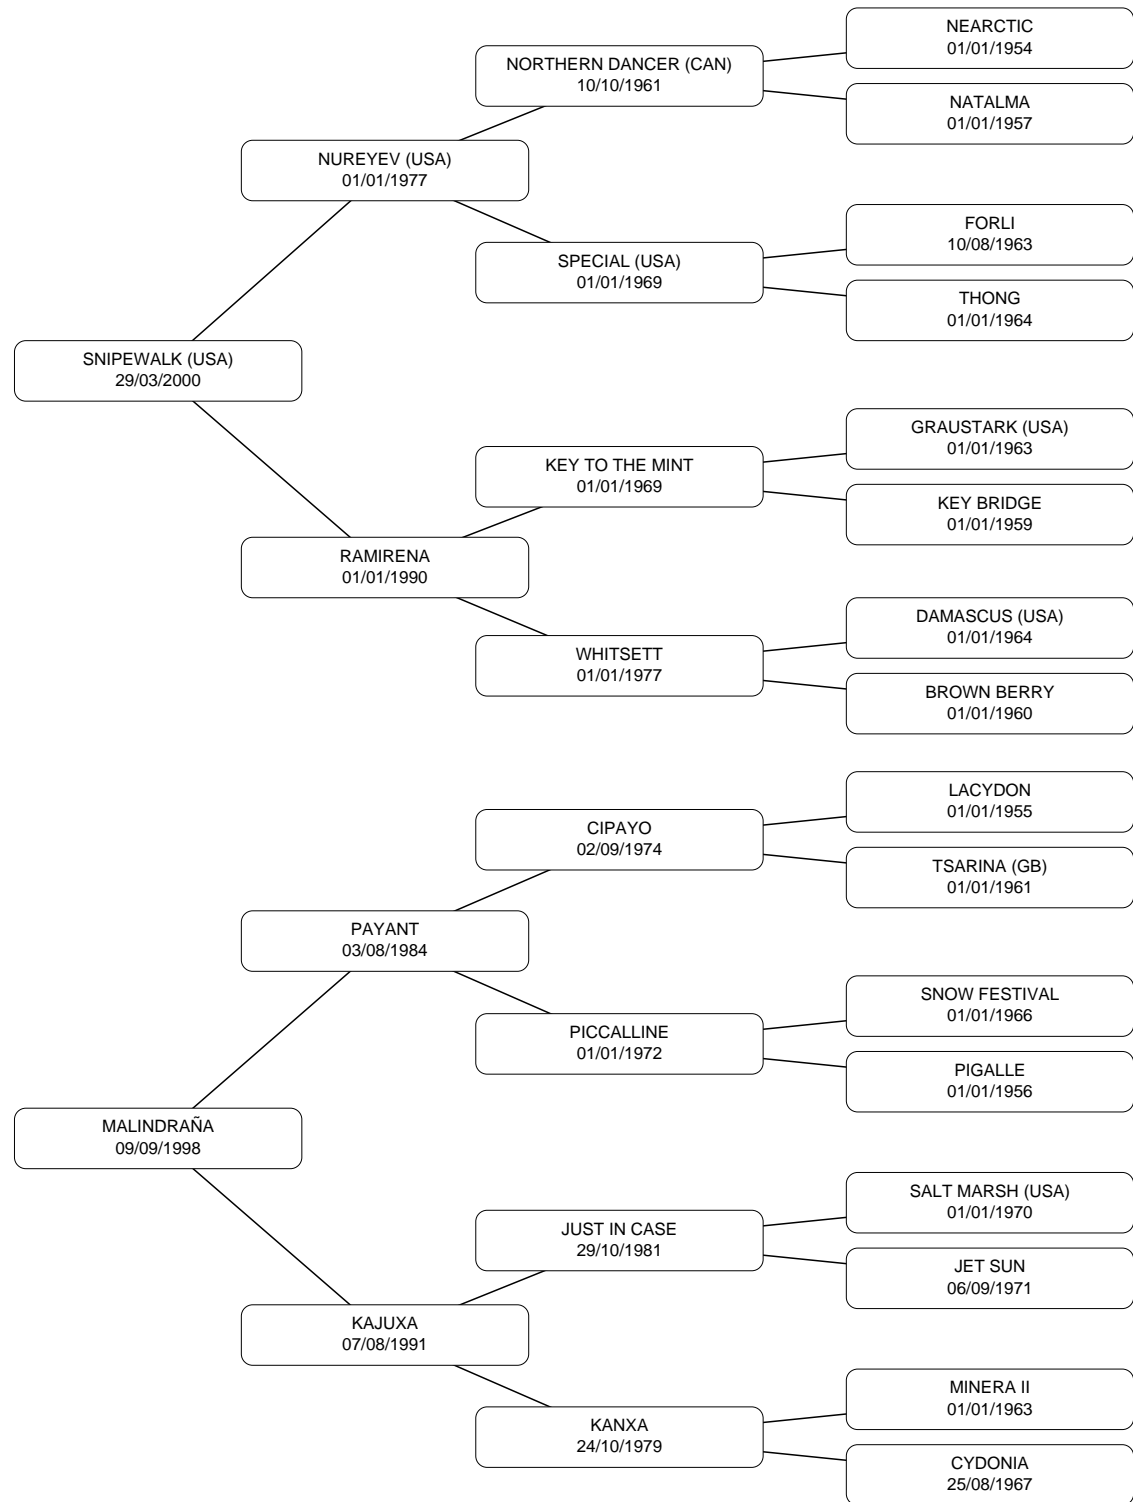 NEARCTIC
01/01/1954
NORTHERN DANCER (CAN)
10/10/1961
NATALMA
01/01/1957
NUREYEV (USA)
01/01/1977
FORLI
10/08/1963
SPECIAL (USA)
01/01/1969
THONG
01/01/1964
SNIPEWALK (USA)
29/03/2000
GRAUSTARK (USA)
01/01/1963
KEY TO THE MINT
01/01/1969
KEY BRIDGE
01/01/1959
RAMIRENA
01/01/1990
DAMASCUS (USA)
01/01/1964
WHITSETT
01/01/1977
BROWN BERRY
01/01/1960
LACYDON
01/01/1955
CIPAYO
02/09/1974
TSARINA (GB)
01/01/1961
PAYANT
03/08/1984
SNOW FESTIVAL
01/01/1966
PICCALLINE
01/01/1972
PIGALLE
01/01/1956
MALINDRAÑA
09/09/1998
SALT MARSH (USA)
01/01/1970
JUST IN CASE
29/10/1981
JET SUN
06/09/1971
KAJUXA
07/08/1991
MINERA II
01/01/1963
KANXA
24/10/1979
CYDONIA
25/08/1967